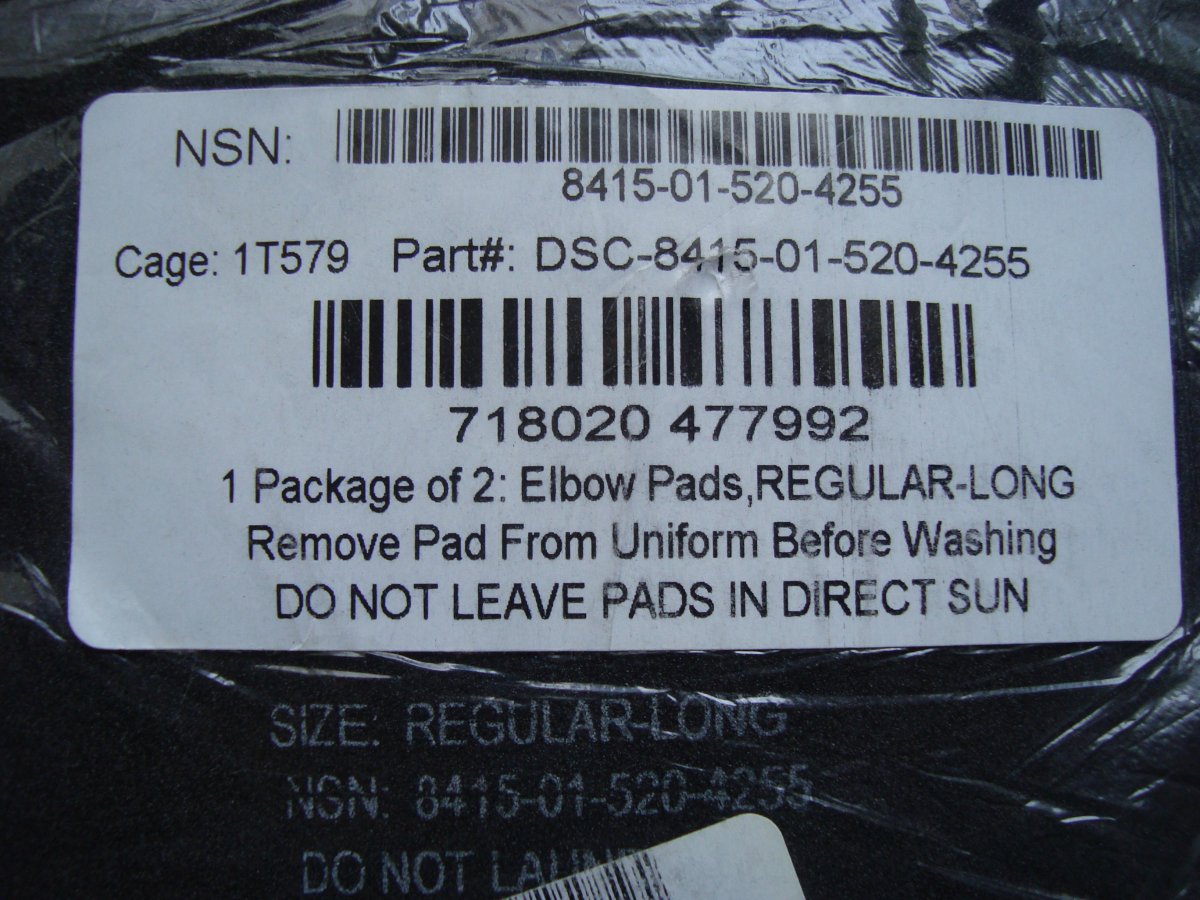 NSN:
8415-01-520-4255
Cage: 1T579 Part#: DSC-8415-01-520-4255
718020 477992
1 Package of 2: Elbow Pads,REGULAR-LONG
Remove Pad From Uniform Before Washing
DO NOT LEAVE PADS IN DIRECT SUN
SIZE: REGULAR-LONG
NSN: 8415-01-520-4255
DO NOT